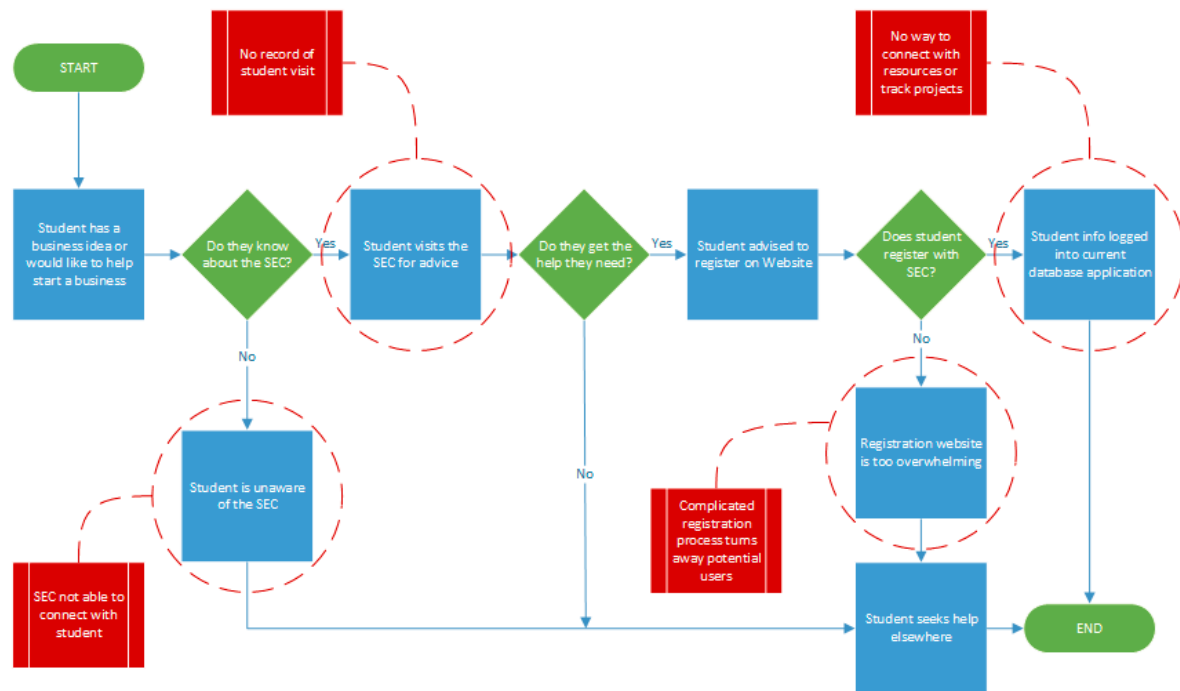 START
No record of
student visit
No way to
connect with
resources or
track projects
Student has a
business idea or
would like to help
start a business
Do they know
about the SEC?
Yes
Student visits the
SEC for advice
Do they get the
help they need?
Yes
Student advised to
register on Website
Does student
register with
SEC?
Yes
Student info logged
into current
database application
No
No
No
Student is unaware
of the SEC
Registration website
is too overwhelming
SEC not able to
connect with
student
Complicated
registration
process turns
away potential
users
Student seeks help
elsewhere
END